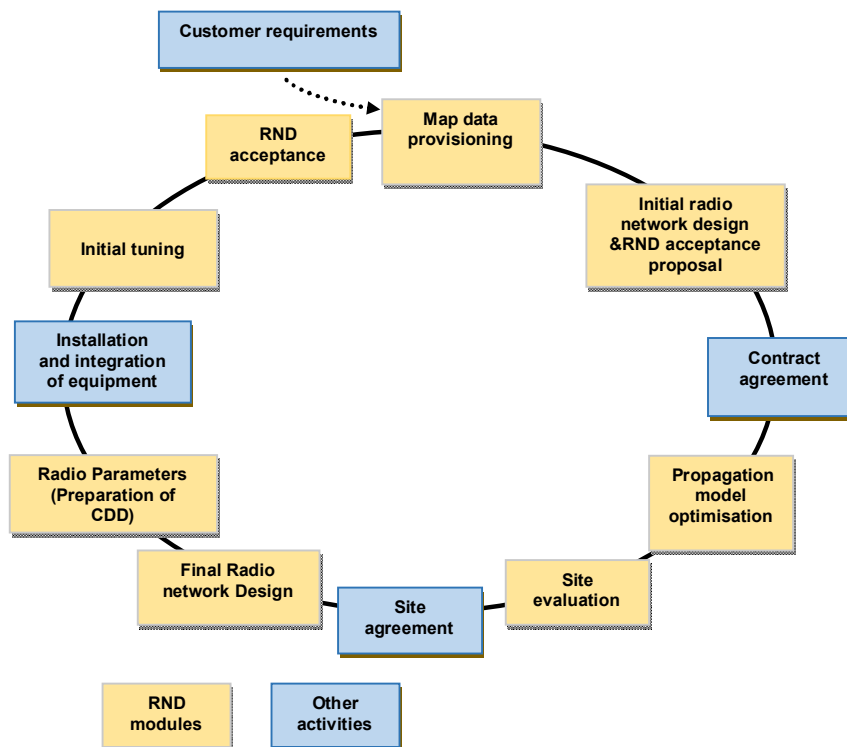 Customer requirements
Map data
provisioning
RND
acceptance
Initial radio
network design
&RND acceptance
proposal
Initial tuning
Installation
and integration
of equipment
Contract
agreement
Radio Parameters
(Preparation of
CDD)
Propagation
model
optimisation
Final Radio
network Design
Site
evaluation
Site
agreement
RND
modules
Other
activities